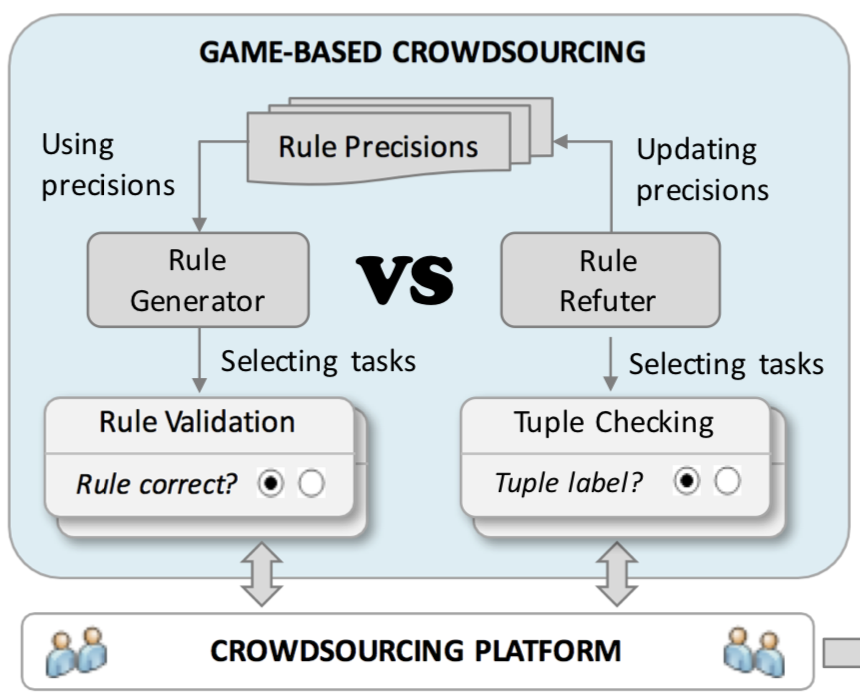 GAME-BASED CROWDSOURCING
Using
precisions
Rule Precisions
Updating
precisions
Rule
Generator
VS
Rule
Refuter
Selecting tasks
Selecting tasks
Rule Validation
Rule correct?
Tuple Checking
Tuple label?
CROWDSOURCING PLATFORM